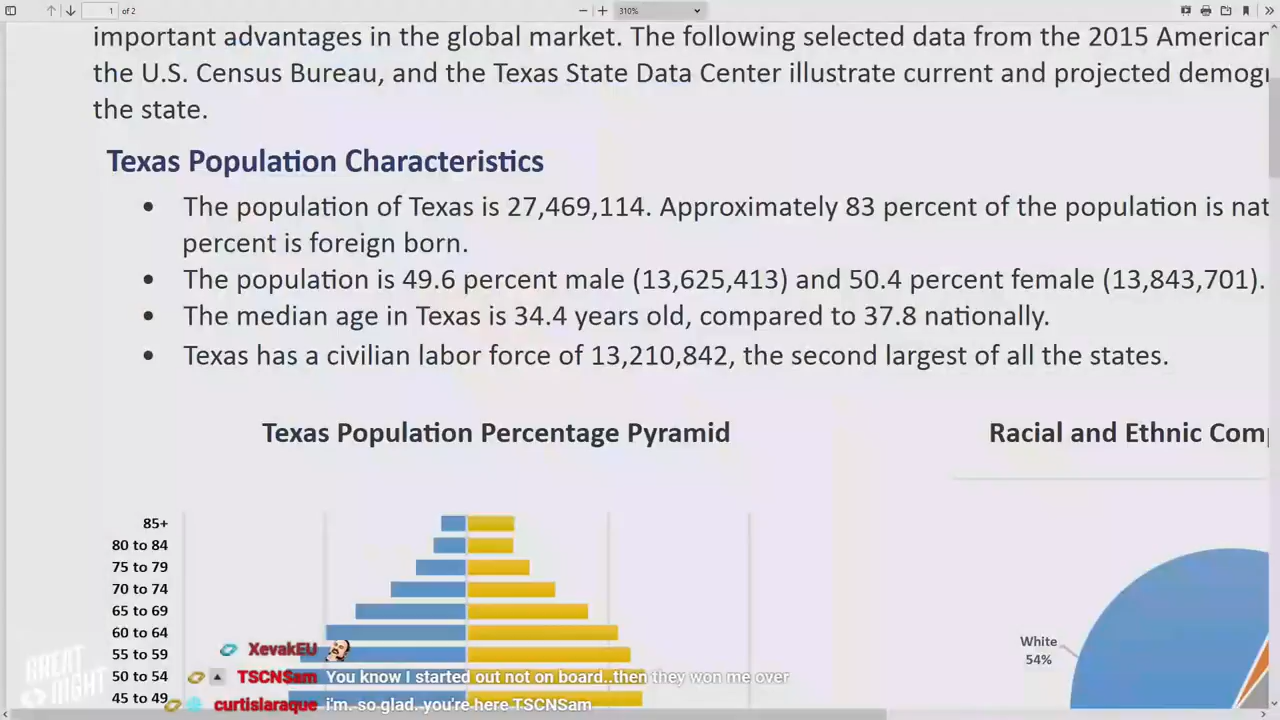 1 of 2
310%
important advantages in the global market. The following selected data from the 2015 American
the U.S. Census Bureau, and the Texas State Data Center illustrate current and projected demogr
the state.
Texas Population Characteristics
• The population of Texas is 27,469,114. Approximately 83 percent of the population is nat
percent is foreign born.
• The population is 49.6 percent male (13,625,413) and 50.4 percent female (13,843,701).
• The median age in Texas is 34.4 years old, compared to 37.8 nationally.
• Texas has a civilian labor force of 13,210,842, the second largest of all the states.
Texas Population Percentage Pyramid
Racial and Ethnic Comp
85+
80 to 84
75 to 79
70 to 74
65 to 69
60 to 64
55 to 59
50 to 54
45 to 49
White
54%
XevakEU
TSCNSam You know I started out not on board..then they won me over
curtislaraque i'm. so glad. you're here TSCNSam
GREAT
NIGHT